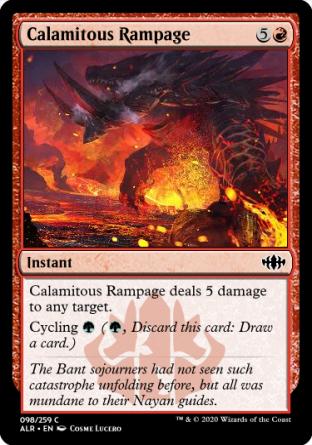 Calamitous Rampage 5
Instant
Calamitous Rampage deals 5 damage
to any target.
Cycling (, Discard this card: Draw
a card.)
The Bant sojourners had not seen such
catastrophe unfolding before, but all was
mundane to their Nayan guides.
098/259 C ™ & © 2020 Wizards of the Coast
ALR • EN Cosme Lucero